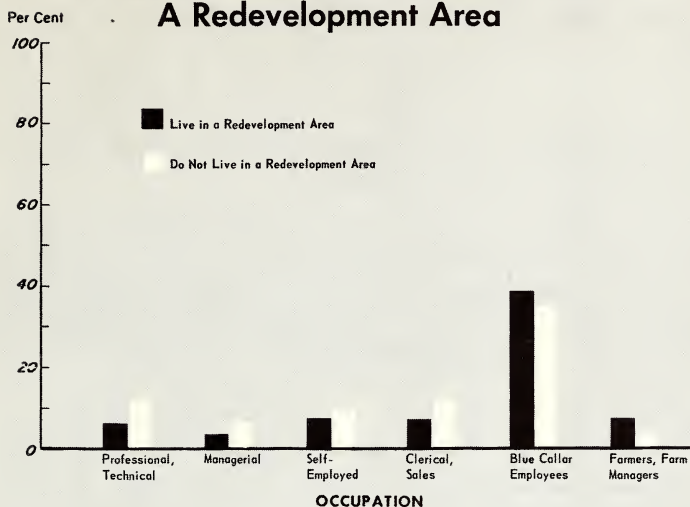 A Redevelopment Area
Per Cent
100
80
60
40
20
0
Live in a Redevelopment Area
Do Not Live in a Redevelopment Area
Professional,
Technical
Managerial
Self-
Employed
Clerical,
Sales
Blue Collar
Employees
Farmers, Farm
Managers
OCCUPATION